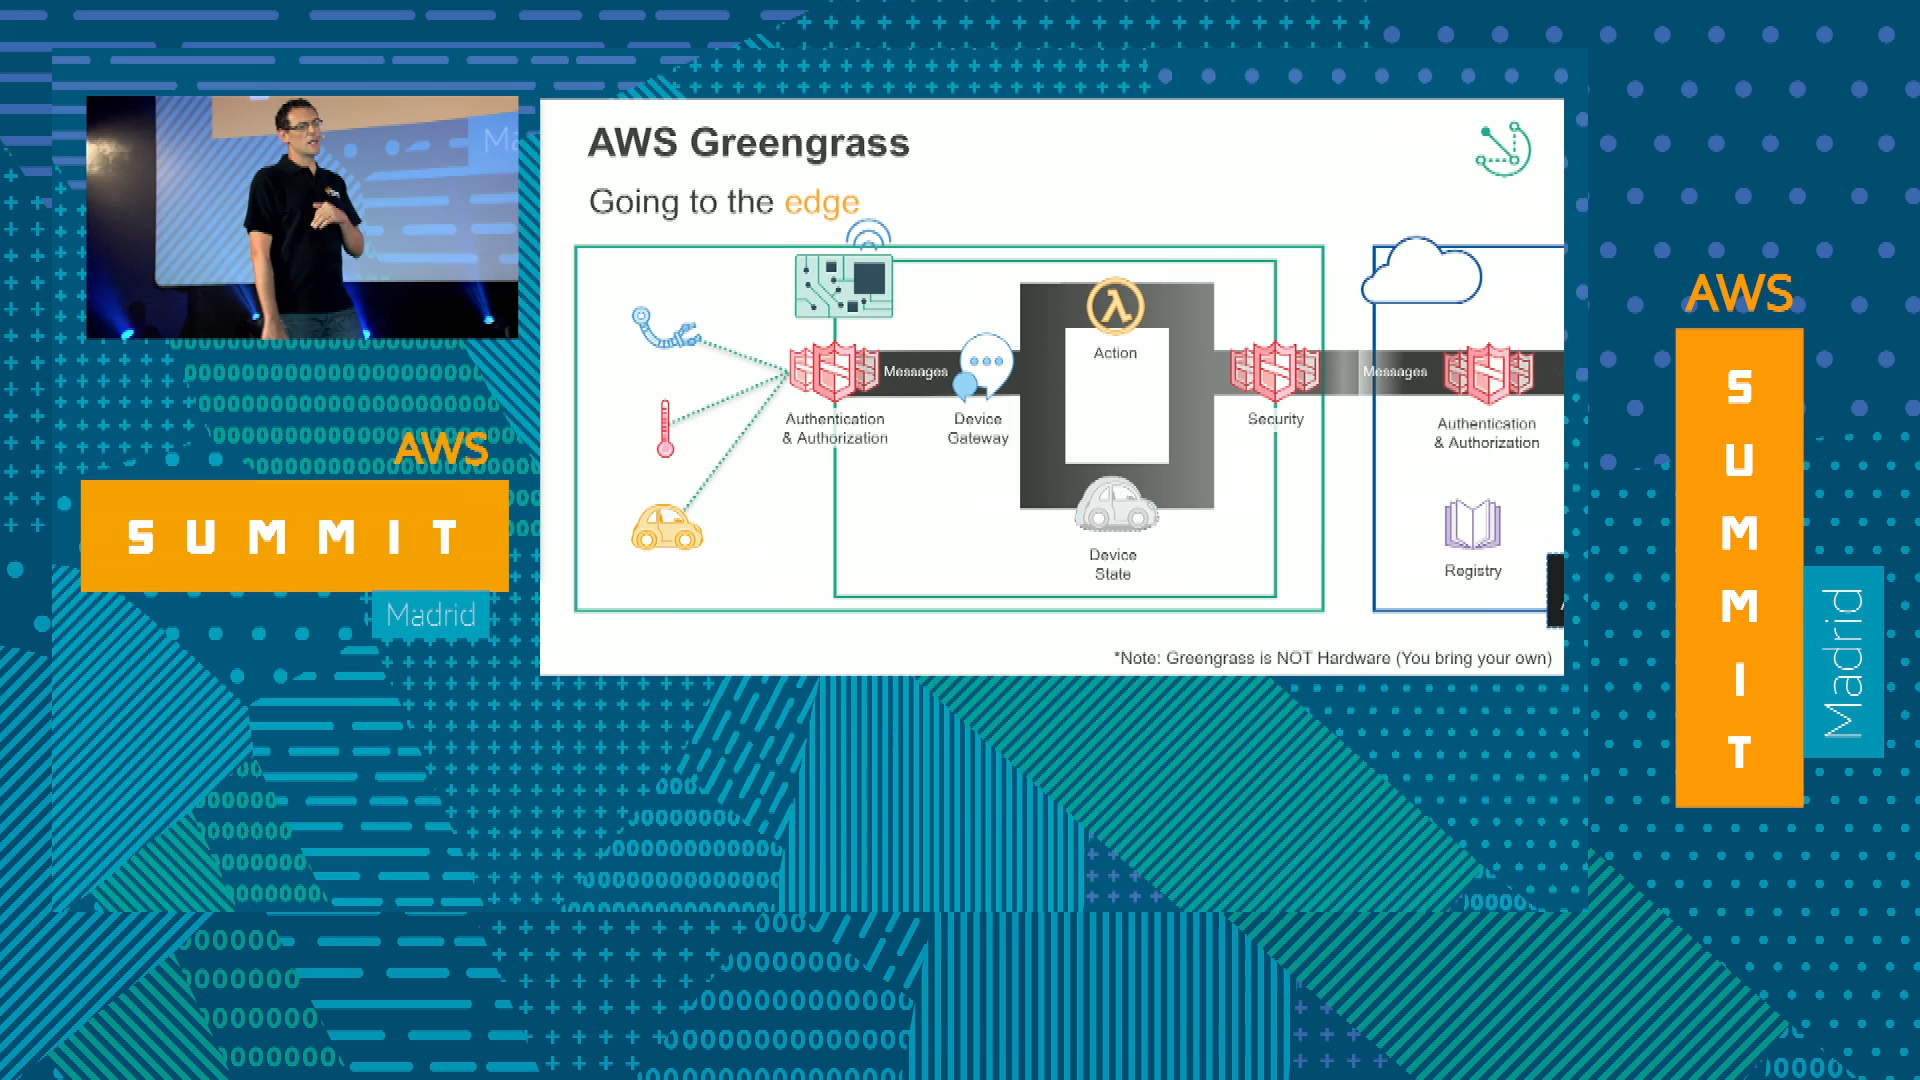 Ma
AWS
SUMMIT
Madrid
AWS Greengrass
Going to the edge
λ
Action
Messages
Messages
Authentication
& Authorization
Device
Gateway
Security
Authentication
& Authorization
Device
State
Registry
*Note: Greengrass is NOT Hardware (You bring your own)
AWS
SUMMIT
Madrid